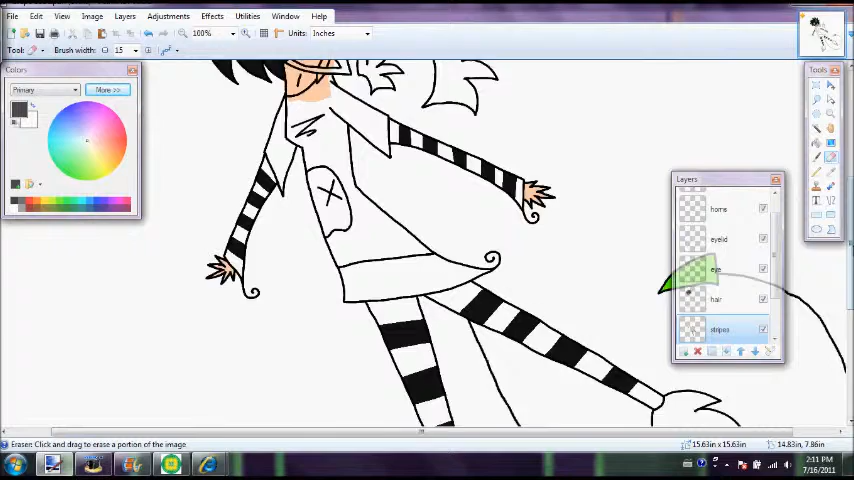 File Edit View Image Layers Adjustments Effects Utilities Window Help
100% Units: Inches
Tool: Brush width: 15
Colors
Primary More >>
Tools
Layers
horns
eyelid
eye
hair
stripes
Eraser: Click and drag to erase a portion of the image
15.63in x 15.63in 14.83in, 7.86in
2:11 PM
7/16/2011